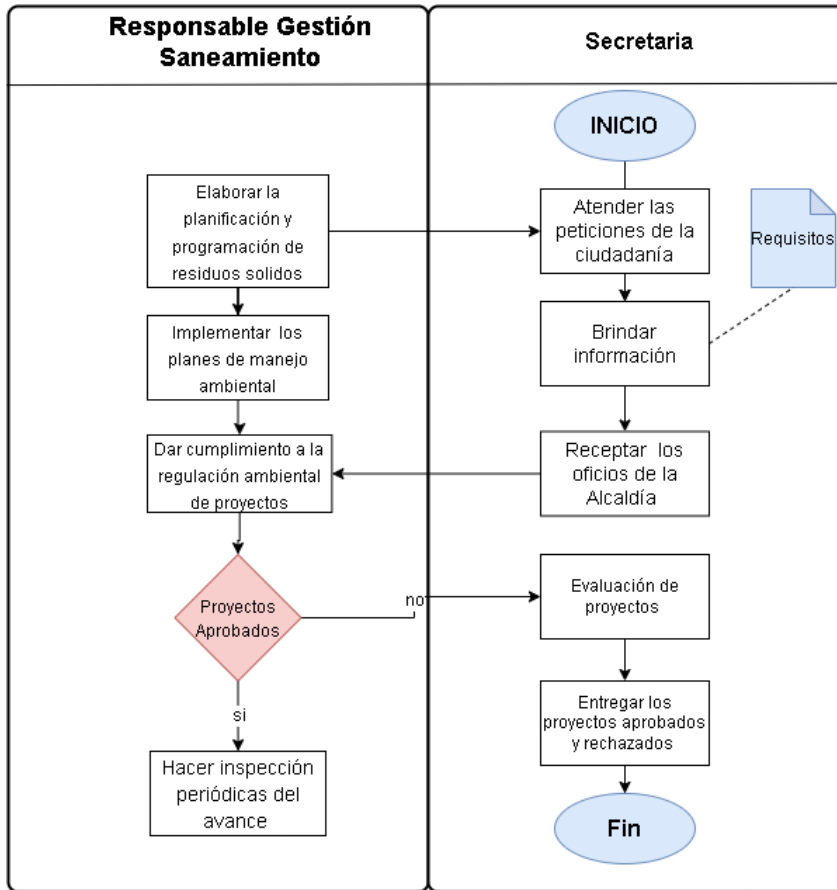 Responsable Gestión
Saneamiento
Secretaria
INICIO
Elaborar la
planificación y
programación de
residuos solidos
Atender las
peticiones de la
ciudadanía
Requisitos
Implementar los
planes de manejo
ambiental
Brindar
información
Dar cumplimiento a la
regulación ambiental
de proyectos
Receptar los
oficios de la
Alcaldía
Proyectos
Aprobados
no
Evaluación de
proyectos
si
Entregar los
proyectos aprobados
y rechazados
Hacer inspección
periódicas del
avance
Fin